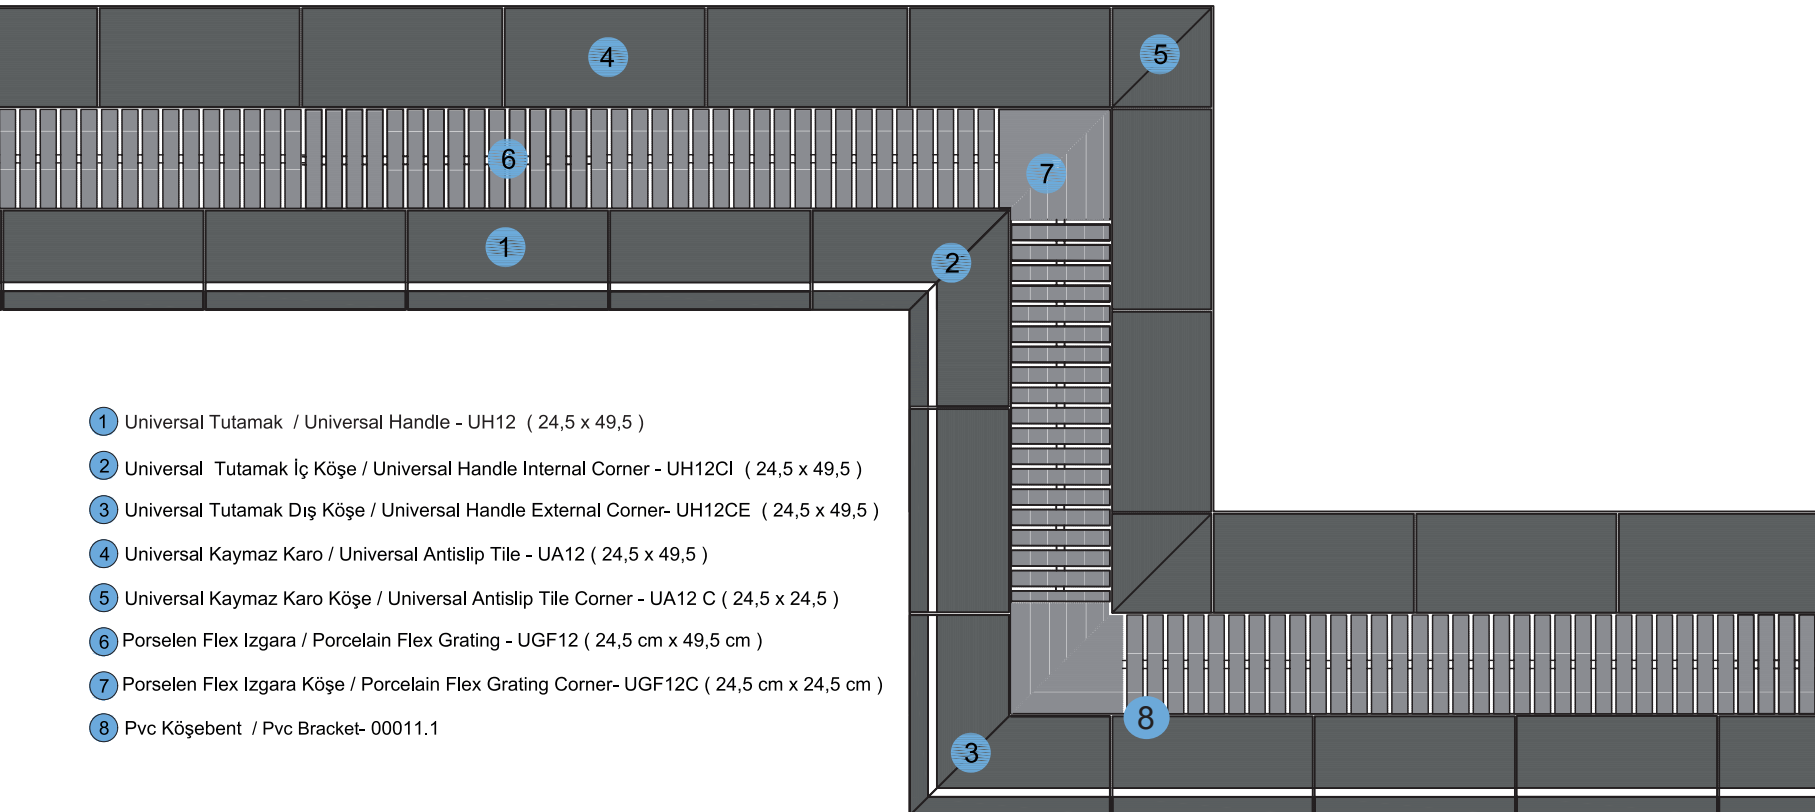 4
5
6
7
1
2
1 Universal Tutamak / Universal Handle - UH12 ( 24,5 x 49,5 )
2 Universal Tutamak İç Köşe / Universal Handle Internal Corner - UH12CI ( 24,5 x 49,5 )
3 Universal Tutamak Dış Köşe / Universal Handle External Corner- UH12CE ( 24,5 x 49,5 )
4 Universal Kaymaz Karo / Universal Antislip Tile - UA12 ( 24,5 x 49,5 )
5 Universal Kaymaz Karo Köşe / Universal Antislip Tile Corner - UA12 C ( 24,5 x 24,5 )
6 Porselen Flex Izgara / Porcelain Flex Grating - UGF12 ( 24,5 cm x 49,5 cm )
7 Porselen Flex Izgara Köşe / Porcelain Flex Grating Corner- UGF12C ( 24,5 cm x 24,5 cm )
8 Pvc Köşebent / Pvc Bracket- 00011.1
8
3